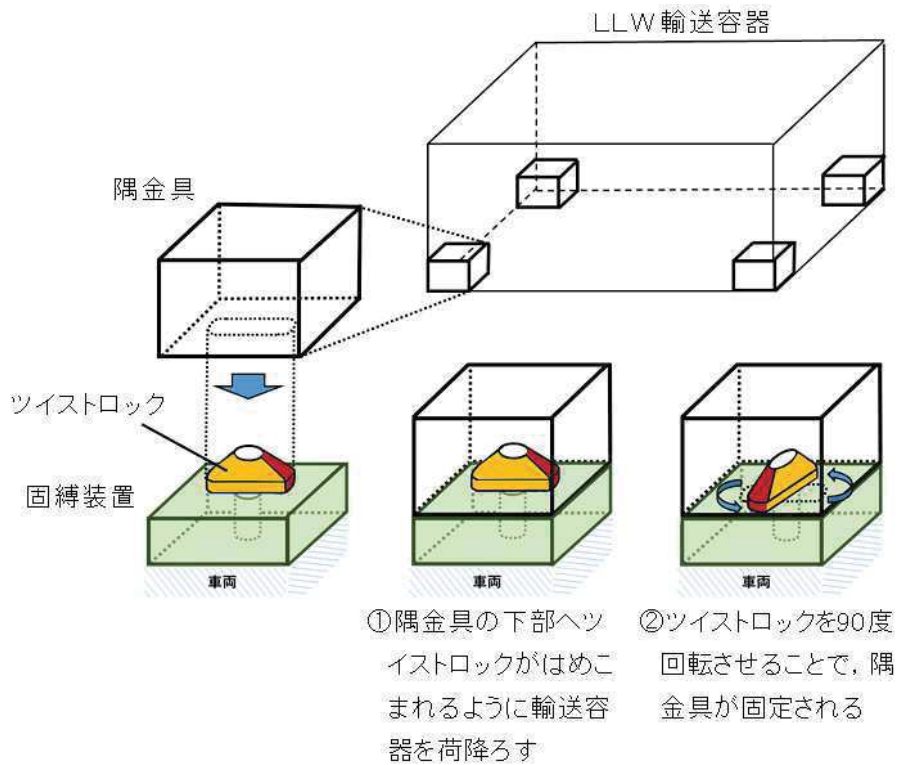 LLW輸送容器
隅金具
ツイストロック
固縛装置
車両
車両
車両
①隅金具の下部へツ
イストロックがはめこ
まれるように輸送容
器を荷降ろす
②ツイストロックを90度
回転させることで，隅
金具が固定される